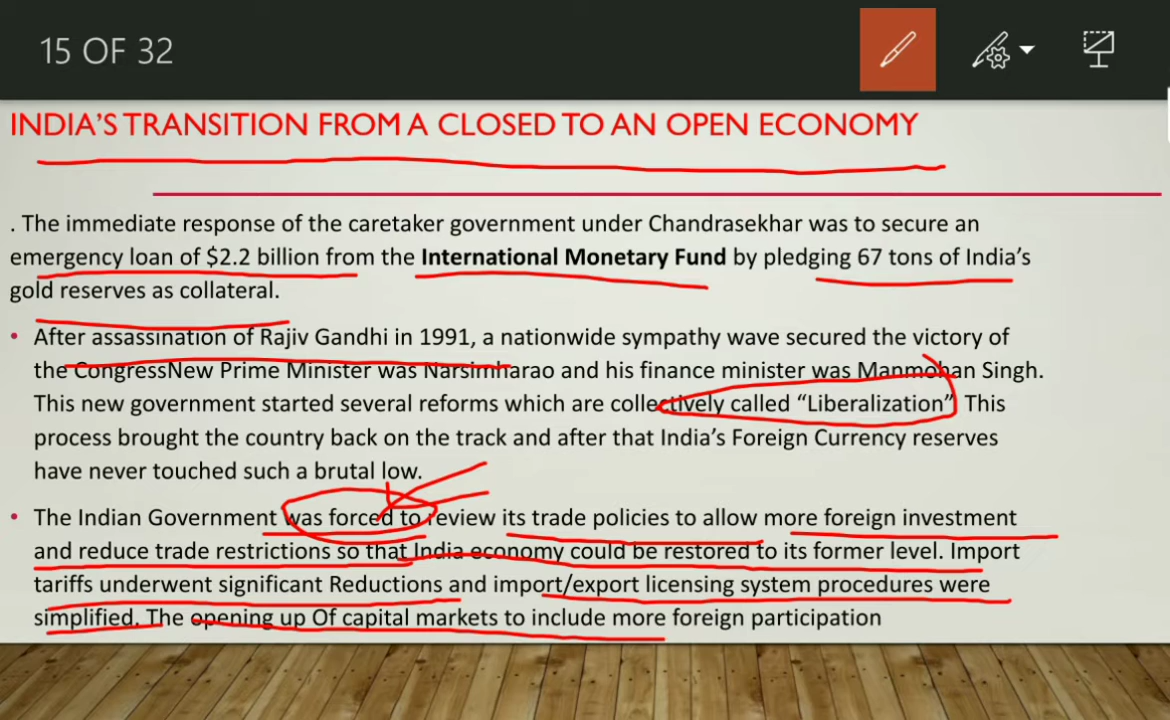 15 OF 32
INDIA'S TRANSITION FROM A CLOSED TO AN OPEN ECONOMY
. The immediate response of the caretaker government under Chandrasekhar was to secure an
emergency loan of $2.2 billion from the International Monetary Fund by pledging 67 tons of India's
gold reserves as collateral.
• After assassination of Rajiv Gandhi in 1991, a nationwide sympathy wave secured the victory of
the CongressNew Prime Minister was Narsimharao and his finance minister was Manmohan Singh.
This new government started several reforms which are collectively called “Liberalization” This
process brought the country back on the track and after that India's Foreign Currency reserves
have never touched such a brutal low.
• The Indian Government was forced to review its trade policies to allow more foreign investment
and reduce trade restrictions so that India economy could be restored to its former level. Import
tariffs underwent significant Reductions and import/export licensing system procedures were
simplified. The opening up Of capital markets to include more foreign participation